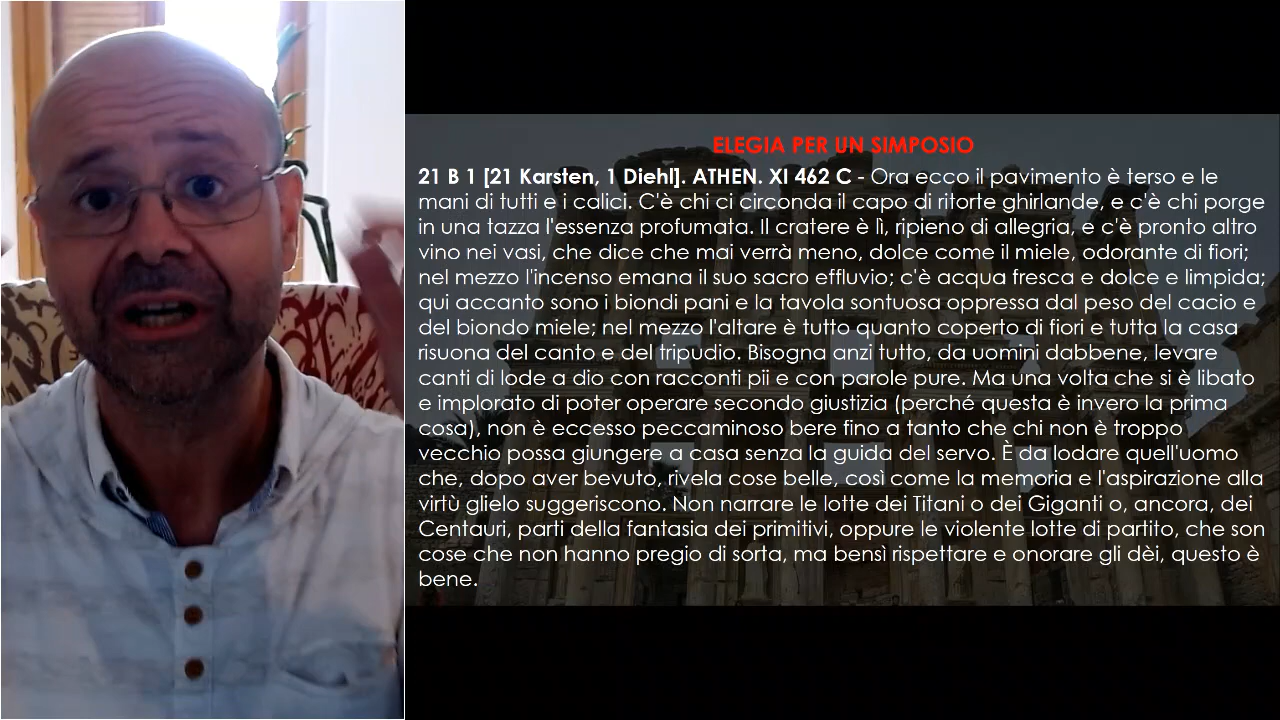 ELEGIA PER UN SIMPOSIO
21 B 1 [21 Karsten, 1 Diehl]. ATHEN. XI 462 C - Ora ecco il pavimento è terso e le
mani di tutti e i calici. C'è chi ci circonda il capo di ritorte ghirlande, e c'è chi porge
in una tazza l'essenza profumata. Il cratere è lì, ripieno di allegria, e c'è pronto altro
vino nei vasi, che dice che mai verrà meno, dolce come il miele, odorante di fiori;
nel mezzo l'incenso emana il suo sacro effluvio; c'è acqua fresca e dolce e limpida;
qui accanto sono i biondi pani e la tavola sontuosa oppressa dal peso del cacio e
del biondo miele; nel mezzo l'altare è tutto quanto coperto di fiori e tutta la casa
risuona del canto e del tripudio. Bisogna anzi tutto, da uomini dabbene, levare
canti di lode a dio con racconti pii e con parole pure. Ma una volta che si è libato
e implorato di poter operare secondo giustizia (perché questa è invero la prima
cosa), non è eccesso peccaminoso bere fino a tanto che chi non è troppo
vecchio possa giungere a casa senza la guida del servo. È da lodare quell'uomo
che, dopo aver bevuto, rivela cose belle, così come la memoria e l'aspirazione alla
virtù glielo suggeriscono. Non narrare le lotte dei Titani o dei Giganti o, ancora, dei
Centauri, parti della fantasia dei primitivi, oppure le violente lotte di partito, che son
cose che non hanno pregio di sorta, ma bensì rispettare e onorare gli dèi, questo è
bene.